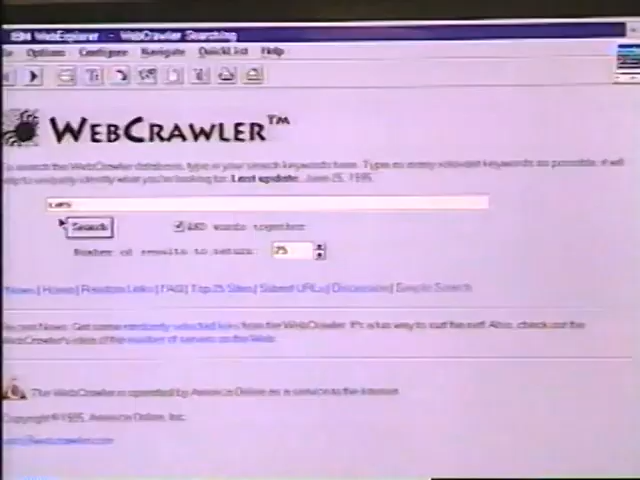 IBM WebExplorer - WebCrawler Searching
Options Configure Navigate QuickList Help
WEBCRAWLER™
To search the WebCrawler database, type in your search keywords here. Type as many relevant keywords as possible, it will
help to uniquely identify what you're looking for. Last update: June 25, 1995.
Search
AND words together
Number of results to return: 25
News | Home | Random Links | FAQ | Top 25 Sites | Submit URLs | Discussion | Simple Search
Recent News: Get some randomly selected links from the WebCrawler. It's a fun way to surf the net! Also, check out the
WebCrawler's idea of the number of servers on the Web.
The WebCrawler is operated by America Online as a service to the Internet.
Copyright © 1995, America Online, Inc.